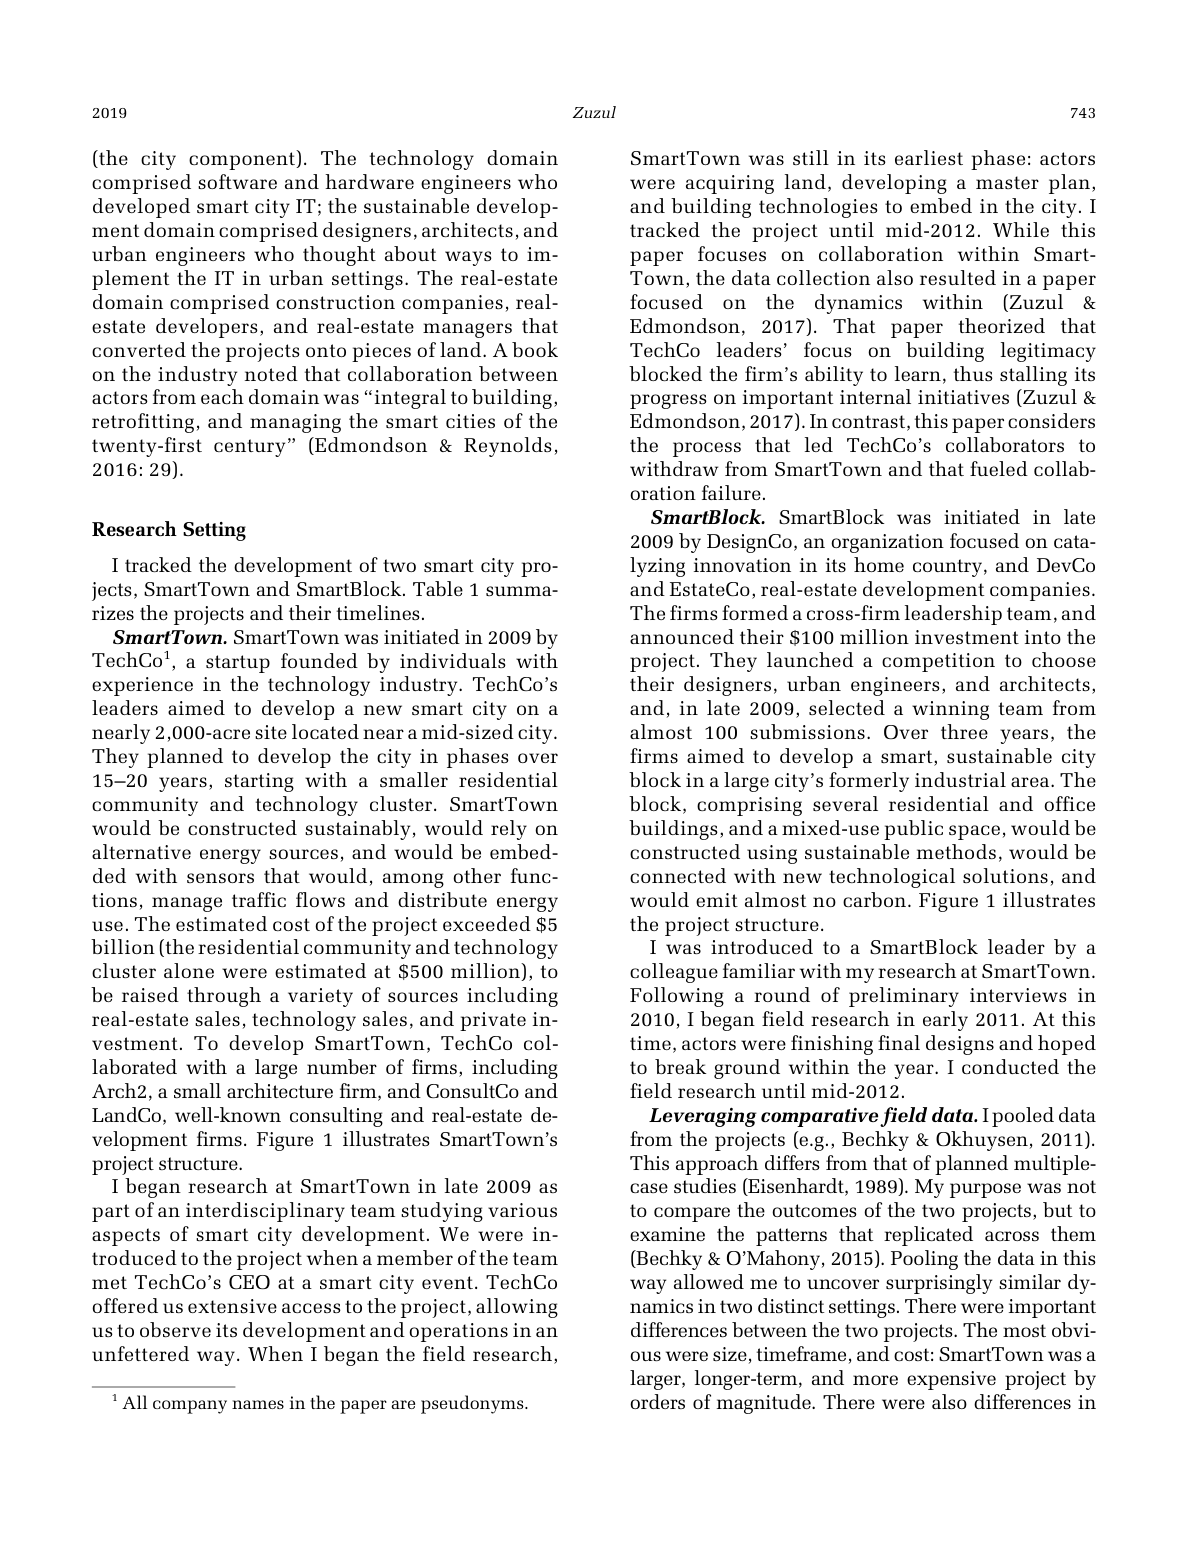 2019
Zuzul
743
(the city component). The technology domain
comprised software and hardware engineers who
developed smart city IT; the sustainable develop-
ment domain comprised designers, architects, and
urban engineers who thought about ways to im-
plement the IT in urban settings. The real-estate
domain comprised construction companies, real-
estate developers, and real-estate managers that
converted the projects onto pieces of land. A book
on the industry noted that collaboration between
actors from each domain was “integral to building,
retrofitting, and managing the smart cities of the
twenty-first century” (Edmondson & Reynolds,
2016: 29).
Research Setting
I tracked the development of two smart city pro-
jects, SmartTown and SmartBlock. Table 1 summa-
rizes the projects and their timelines.
SmartTown. SmartTown was initiated in 2009 by
TechCo¹, a startup founded by individuals with
experience in the technology industry. TechCo’s
leaders aimed to develop a new smart city on a
nearly 2,000-acre site located near a mid-sized city.
They planned to develop the city in phases over
15–20 years, starting with a smaller residential
community and technology cluster. SmartTown
would be constructed sustainably, would rely on
alternative energy sources, and would be embed-
ded with sensors that would, among other func-
tions, manage traffic flows and distribute energy
use. The estimated cost of the project exceeded $5
billion (the residential community and technology
cluster alone were estimated at $500 million), to
be raised through a variety of sources including
real-estate sales, technology sales, and private in-
vestment. To develop SmartTown, TechCo col-
laborated with a large number of firms, including
Arch2, a small architecture firm, and ConsultCo and
LandCo, well-known consulting and real-estate de-
velopment firms. Figure 1 illustrates SmartTown’s
project structure.
I began research at SmartTown in late 2009 as
part of an interdisciplinary team studying various
aspects of smart city development. We were in-
troduced to the project when a member of the team
met TechCo’s CEO at a smart city event. TechCo
offered us extensive access to the project, allowing
us to observe its development and operations in an
unfettered way. When I began the field research,
¹ All company names in the paper are pseudonyms.
SmartTown was still in its earliest phase: actors
were acquiring land, developing a master plan,
and building technologies to embed in the city. I
tracked the project until mid-2012. While this
paper focuses on collaboration within Smart-
Town, the data collection also resulted in a paper
focused on the dynamics within (Zuzul &
Edmondson, 2017). That paper theorized that
TechCo leaders’ focus on building legitimacy
blocked the firm’s ability to learn, thus stalling its
progress on important internal initiatives (Zuzul &
Edmondson, 2017). In contrast, this paper considers
the process that led TechCo’s collaborators to
withdraw from SmartTown and that fueled collab-
oration failure.
SmartBlock. SmartBlock was initiated in late
2009 by DesignCo, an organization focused on cata-
lyzing innovation in its home country, and DevCo
and EstateCo, real-estate development companies.
The firms formed a cross-firm leadership team, and
announced their $100 million investment into the
project. They launched a competition to choose
their designers, urban engineers, and architects,
and, in late 2009, selected a winning team from
almost 100 submissions. Over three years, the
firms aimed to develop a smart, sustainable city
block in a large city’s formerly industrial area. The
block, comprising several residential and office
buildings, and a mixed-use public space, would be
constructed using sustainable methods, would be
connected with new technological solutions, and
would emit almost no carbon. Figure 1 illustrates
the project structure.
I was introduced to a SmartBlock leader by a
colleague familiar with my research at SmartTown.
Following a round of preliminary interviews in
2010, I began field research in early 2011. At this
time, actors were finishing final designs and hoped
to break ground within the year. I conducted the
field research until mid-2012.
Leveraging comparative field data. I pooled data
from the projects (e.g., Bechky & Okhuysen, 2011).
This approach differs from that of planned multiple-
case studies (Eisenhardt, 1989). My purpose was not
to compare the outcomes of the two projects, but to
examine the patterns that replicated across them
(Bechky & O’Mahony, 2015). Pooling the data in this
way allowed me to uncover surprisingly similar dy-
namics in two distinct settings. There were important
differences between the two projects. The most obvi-
ous were size, timeframe, and cost: SmartTown was a
larger, longer-term, and more expensive project by
orders of magnitude. There were also differences in